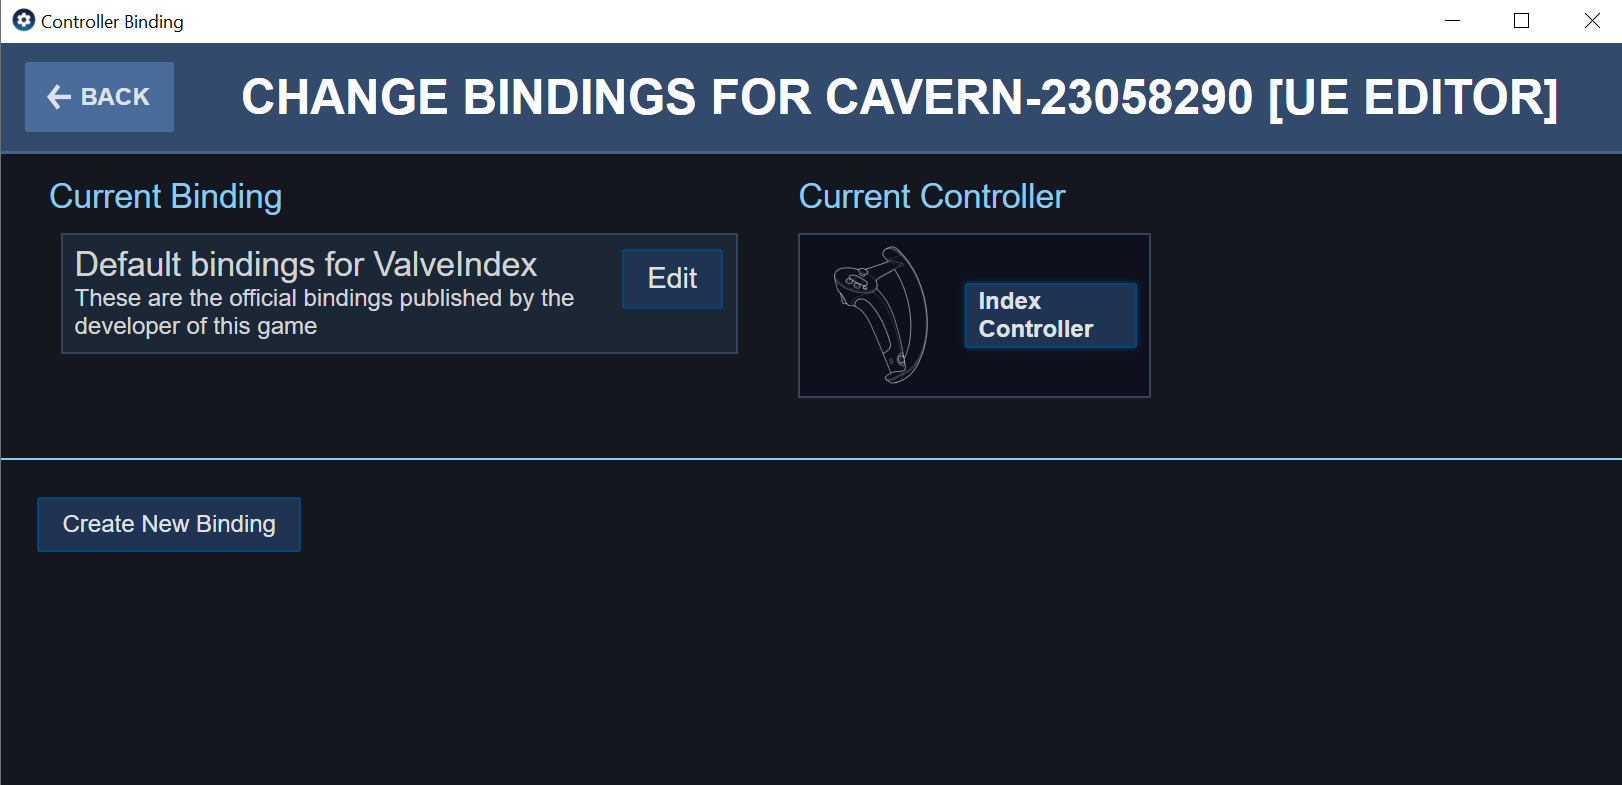 Controller Binding
BACK
CHANGE BINDINGS FOR CAVERN-23058290 [UE EDITOR]
Current Binding
Default bindings for ValveIndex
These are the official bindings published by the
developer of this game
Edit
Current Controller
Index
Controller
Create New Binding